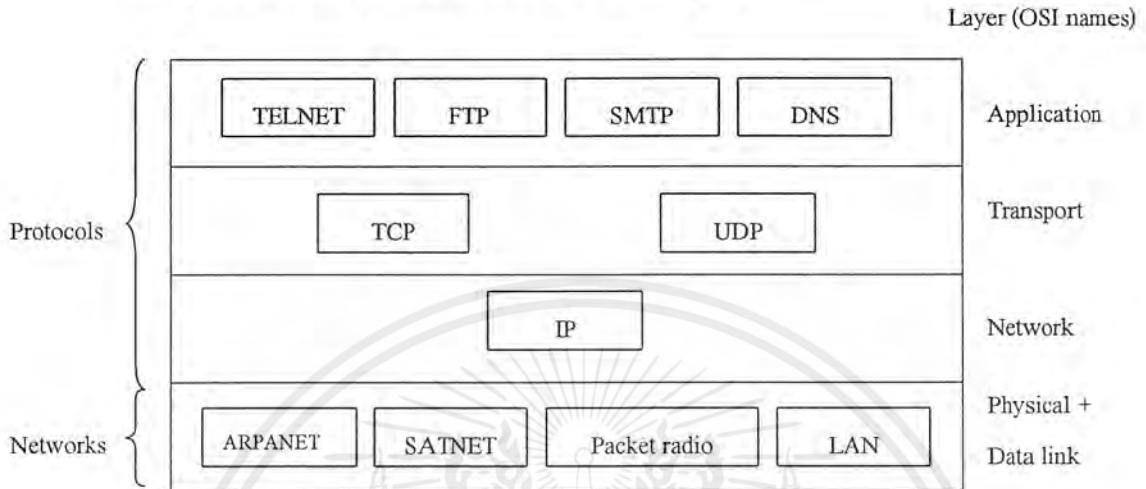 Layer (OSI names)
TELNET FTP SMTP DNS Application
Protocols TCP UDP Transport
IP Network
Networks ARPANET SATNET Packet radio LAN Physical +
Data link